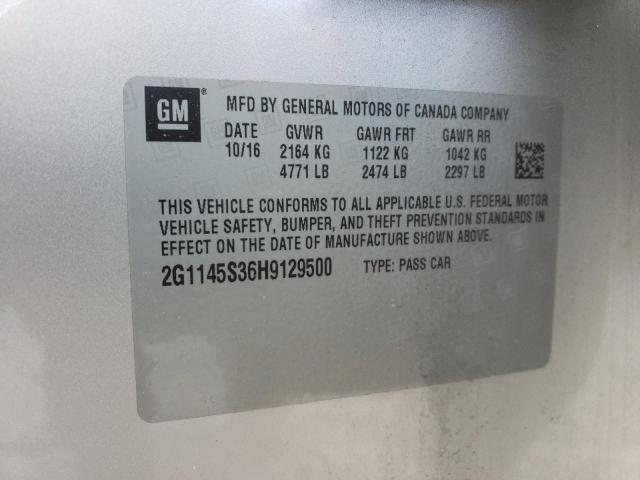 GM®
MFD BY GENERAL MOTORS OF CANADA COMPANY
DATE GVWR GAWR FRT GAWR RR
10/16 2164 KG 1122 KG 1042 KG
4771 LB 2474 LB 2297 LB
THIS VEHICLE CONFORMS TO ALL APPLICABLE U.S. FEDERAL MOTOR
VEHICLE SAFETY, BUMPER, AND THEFT PREVENTION STANDARDS IN
EFFECT ON THE DATE OF MANUFACTURE SHOWN ABOVE.
2G1145S36H9129500 TYPE: PASS CAR